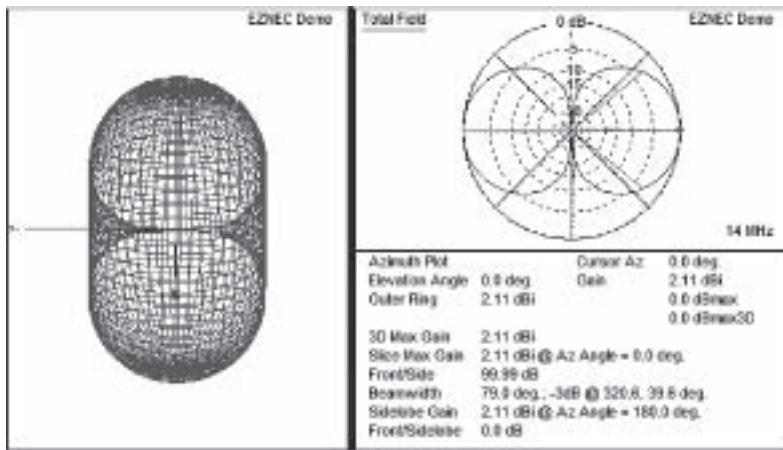 EZNEC Demo
Total Field
0 dB
EZNEC Demo
-5
-10
14 MHz
Azimuth Plot
Cursor Az 0.0 deg.
Elevation Angle 0.0 deg.
Gain 2.11 dBi
Outer Ring 2.11 dBi
0.0 dBmax
0.0 dBmax3D
3D Max Gain 2.11 dBi
Slice Max Gain 2.11 dBi @ Az Angle = 0.0 deg.
Front/Side 99.99 dB
Beamwidth 79.0 deg.; -3dB @ 320.6, 39.6 deg.
Sidelobe Gain 2.11 dBi @ Az Angle = 180.0 deg.
Front/Sidelobe 0.0 dB